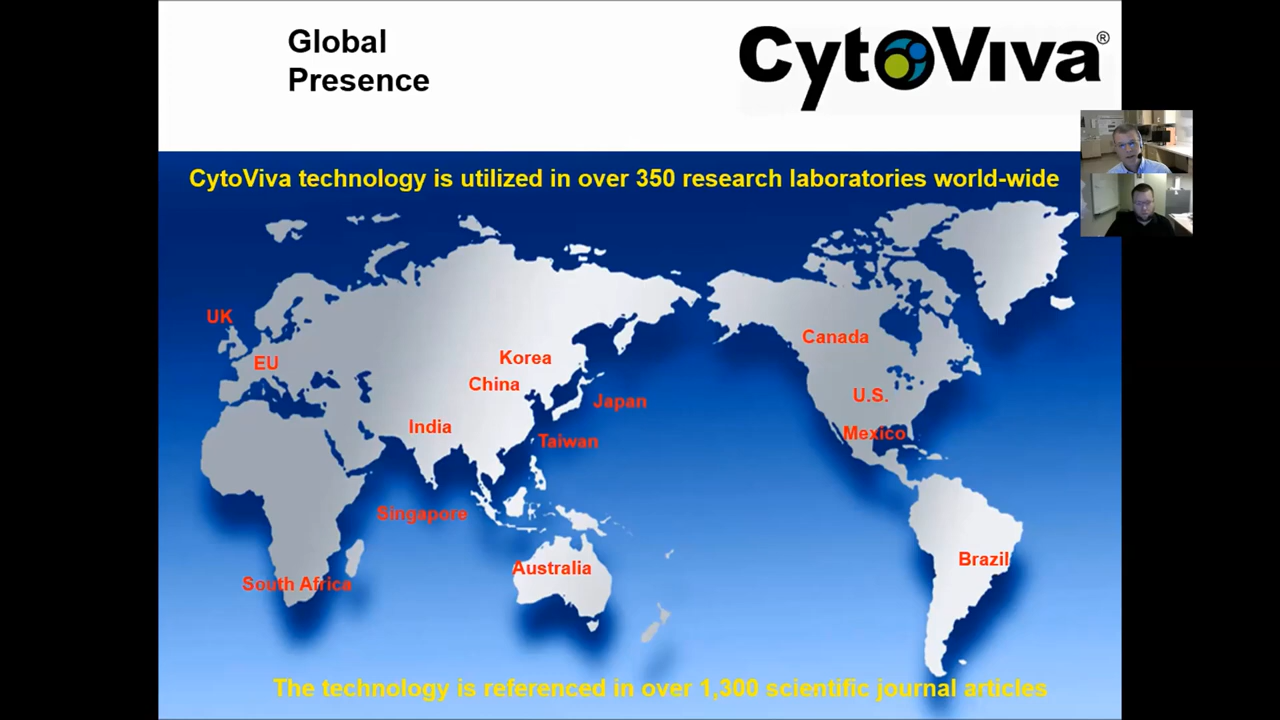 Global
Presence
CytoViva®
CytoViva technology is utilized in over 350 research laboratories world-wide
UK
EU
Korea
China
Japan
India
Taiwan
Singapore
South Africa
Australia
Canada
U.S.
Mexico
Brazil
The technology is referenced in over 1,300 scientific journal articles